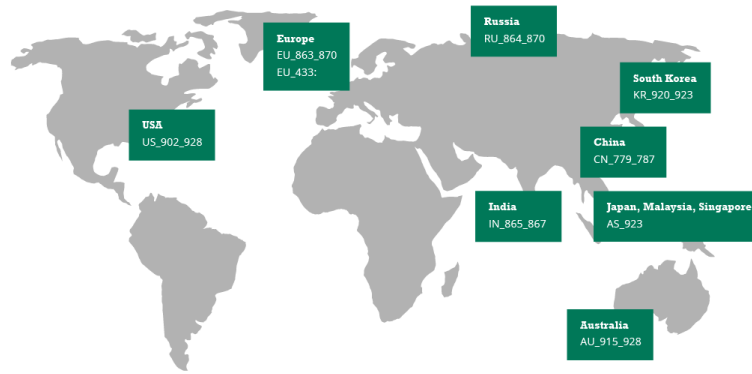 Russia
RU_864_870
Europe
EU_863_870
EU_433:
South Korea
KR_920_923
USA
US_902_928
China
CN_779_787
India
IN_865_867
Japan, Malaysia, Singapore
AS_923
Australia
AU_915_928